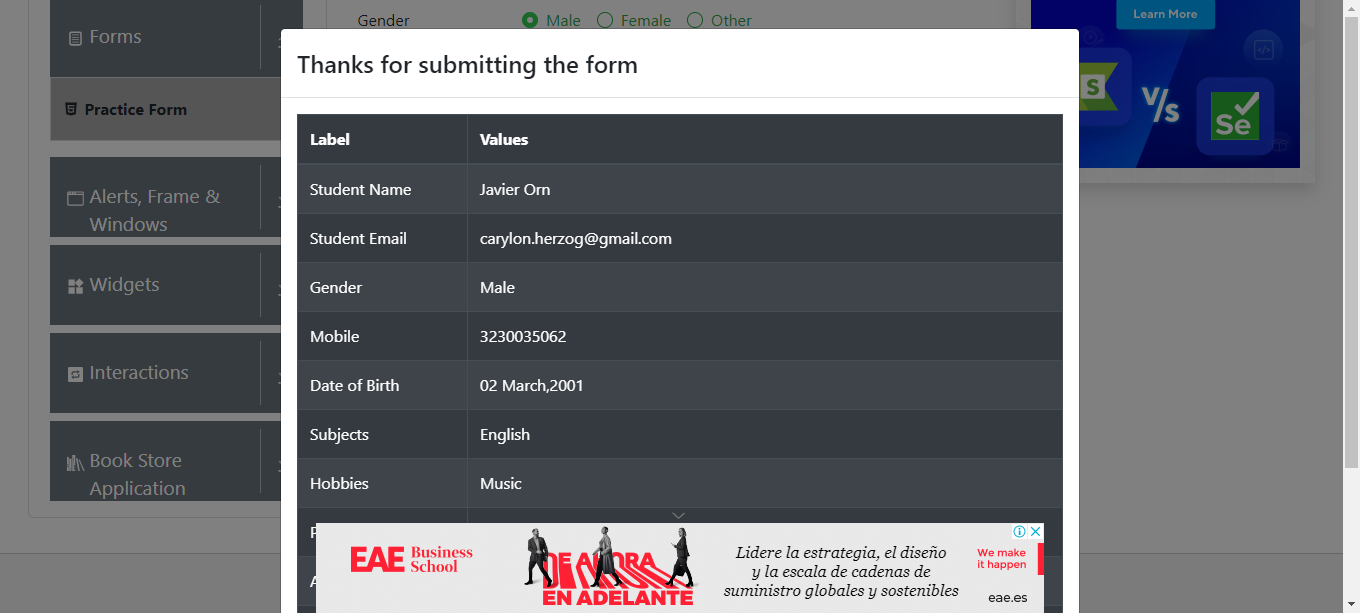 Gender Male Female Other
Learn More
Forms
Practice Form
Alerts, Frame &
Windows
Widgets
Interactions
Book Store
Application
Thanks for submitting the form
Label Values
Student Name Javier Orn
Student Email carylon.herzog@gmail.com
Gender Male
Mobile 3230035062
Date of Birth 02 March,2001
Subjects English
Hobbies Music
S
V/s
Se
EAE Business
School
DE AHORA
EN ADELANTE
Lidere la estrategia, el diseño
y la escala de cadenas de
suministro globales y sostenibles
We make
it happen
eae.es